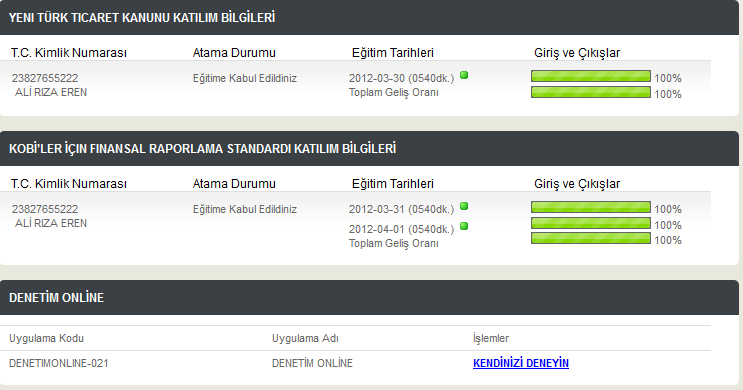 YENİ TÜRK TICARET KANUNU KATILIM BİLGİLERİ
T.C. Kimlik Numarası Atama Durumu Eğitim Tarihleri Giriş ve Çıkışlar
23827655222 Eğitime Kabul Edildiniz 2012-03-30 (0540dk.) 100%
ALİ RIZA EREN Toplam Geliş Oranı 100%
KOBİ'LER İÇİN FINANSAL RAPORLAMA STANDARDI KATILIM BİLGİLERİ
T.C. Kimlik Numarası Atama Durumu Eğitim Tarihleri Giriş ve Çıkışlar
23827655222 Eğitime Kabul Edildiniz 2012-03-31 (0540dk.) 100%
ALİ RIZA EREN 2012-04-01 (0540dk.) 100%
Toplam Geliş Oranı 100%
DENETİM ONLİNE
Uygulama Kodu Uygulama Adı İşlemler
DENETIMONLINE-021 DENETİM ONLİNE KENDİNİZİ DENEYİN